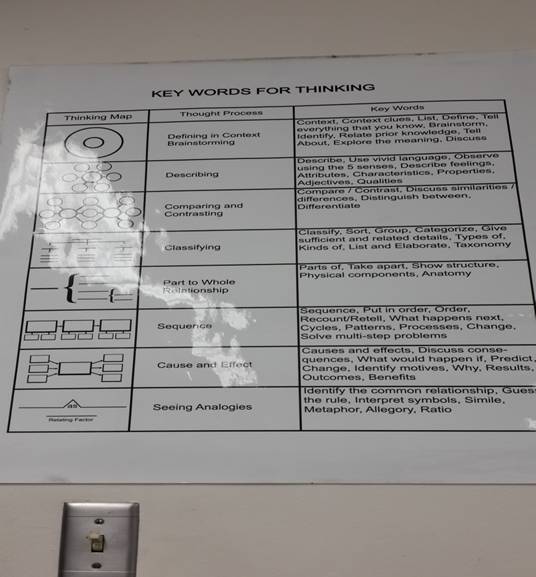 KEY WORDS FOR THINKING
Thinking Map
Thought Process
Key Words
Defining in Context
Brainstorming
Context, Context clues, List, Define, Tell
everything that you know, Brainstorm,
Identify, Relate prior knowledge, Tell
About, Explore the meaning, Discuss
Describing
Describe, Use vivid language, Observe
using the 5 senses, Describe feelings,
Attributes, Characteristics, Properties,
Adjectives, Qualities
Comparing and
Contrasting
Compare / Contrast, Discuss similarities /
differences, Distinguish between,
Differentiate
Classifying
Classify, Sort, Group, Categorize, Give
sufficient and related details, Types of,
Kinds of, List and Elaborate, Taxonomy
Part to Whole
Relationship
Parts of, Take apart, Show structure,
Physical components, Anatomy
Sequence
Sequence, Put in order, Order,
Recount/Retell, What happens next,
Cycles, Patterns, Processes, Change,
Solve multi-step problems
Cause and Effect
Causes and effects, Discuss conse-
quences, What would happen if, Predict,
Change, Identify motives, Why, Results,
Outcomes, Benefits
as
Relating Factor
Seeing Analogies
Identify the common relationship, Guess
the rule, Interpret symbols, Simile,
Metaphor, Allegory, Ratio